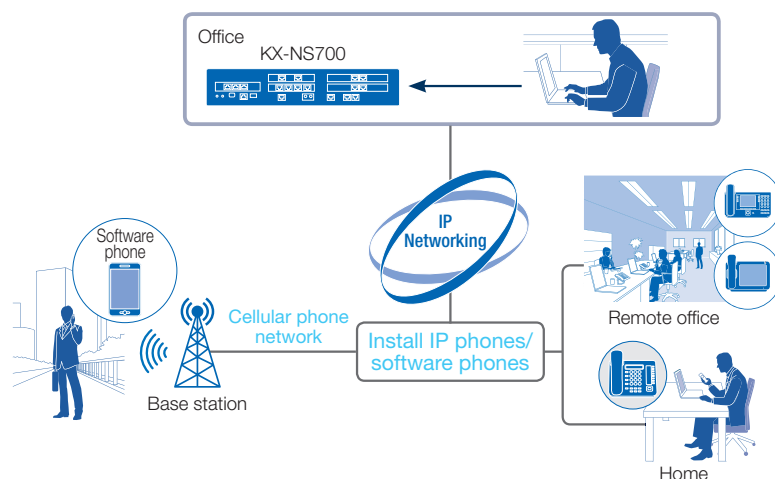 Office
KX-NS700
IP
Networking
Software
phone
Cellular phone
network
Install IP phones/
software phones
Remote office
Base station
Home